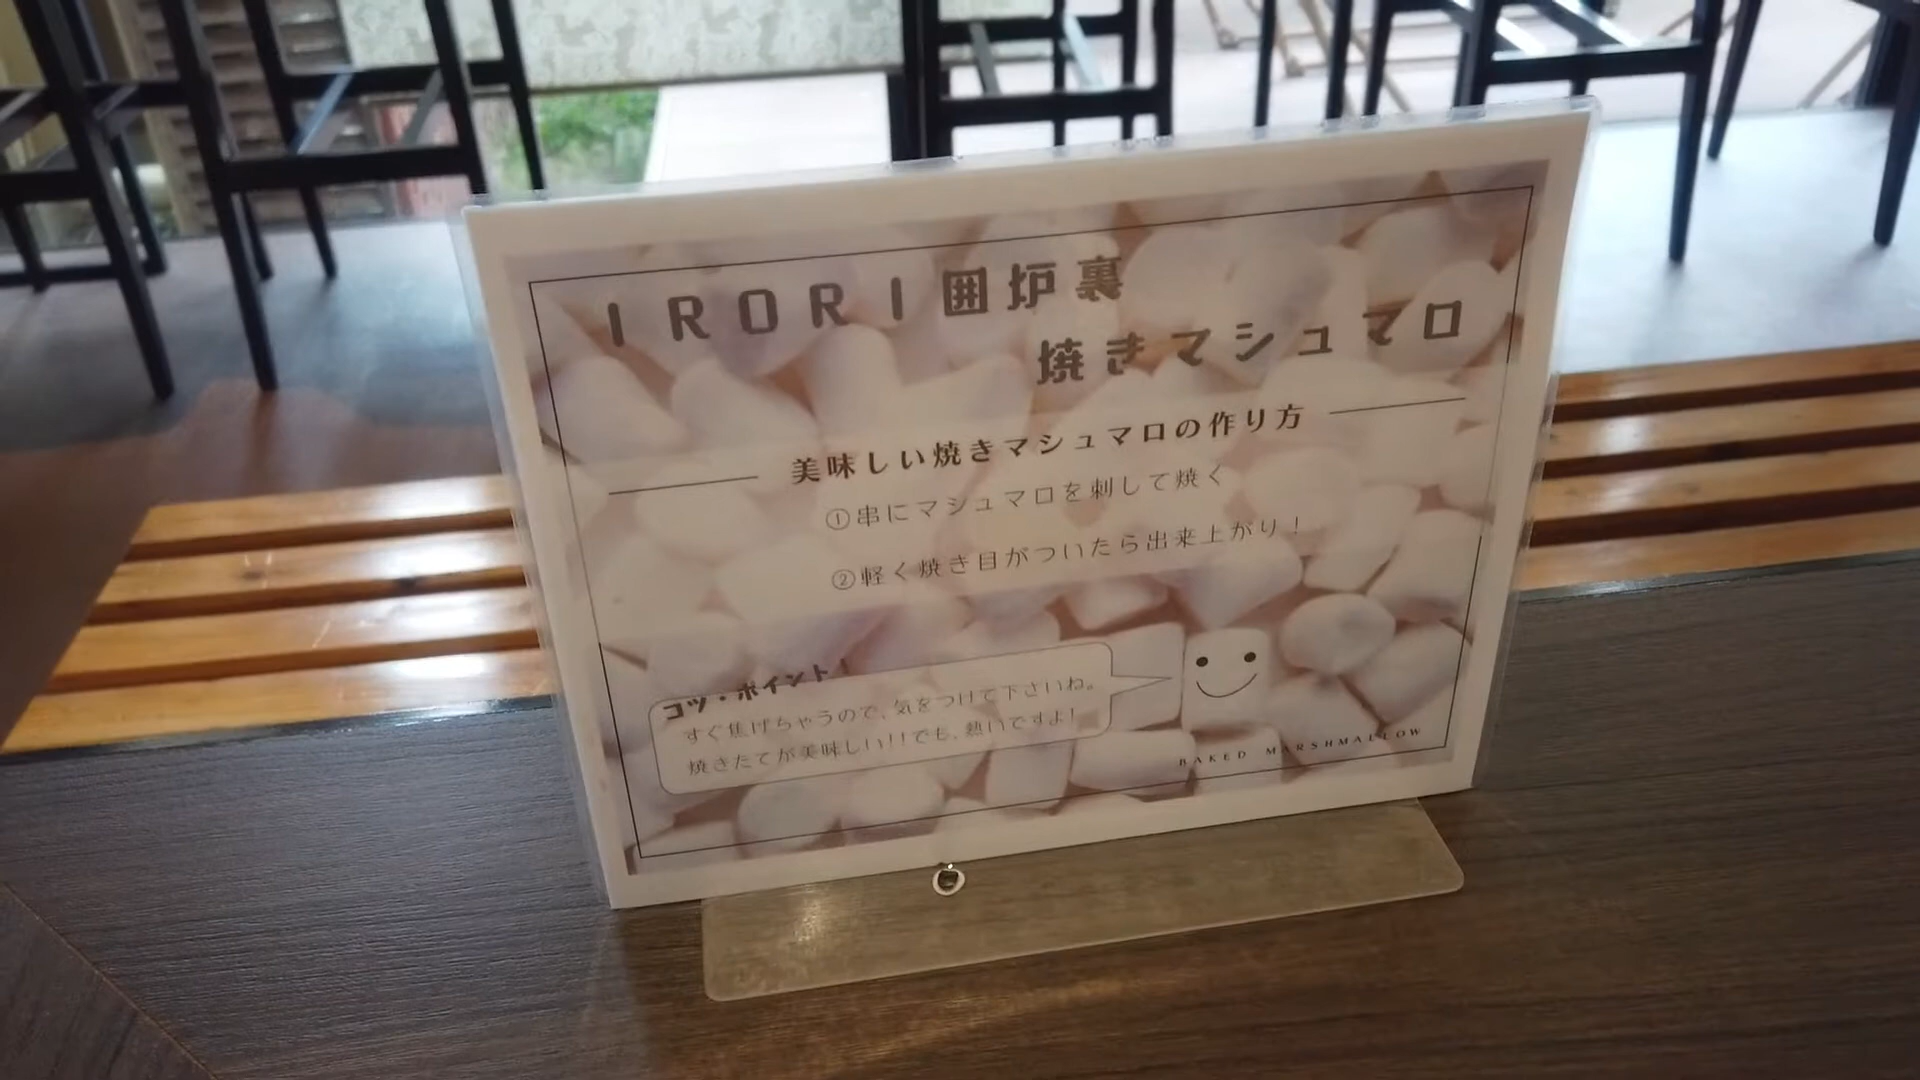 IRORI囲炉裏
焼きマシュマロ
美味しい焼きマシュマロの作り方
①串にマシュマロを刺して焼く
②軽く焼き目がついたら出来上がり！
コツ・ポイント！
すぐ焦げちゃうので、気をつけて下さいね。
焼きたてが美味しい!!でも、熱いですよ！
BAKED MARSHMALLOW